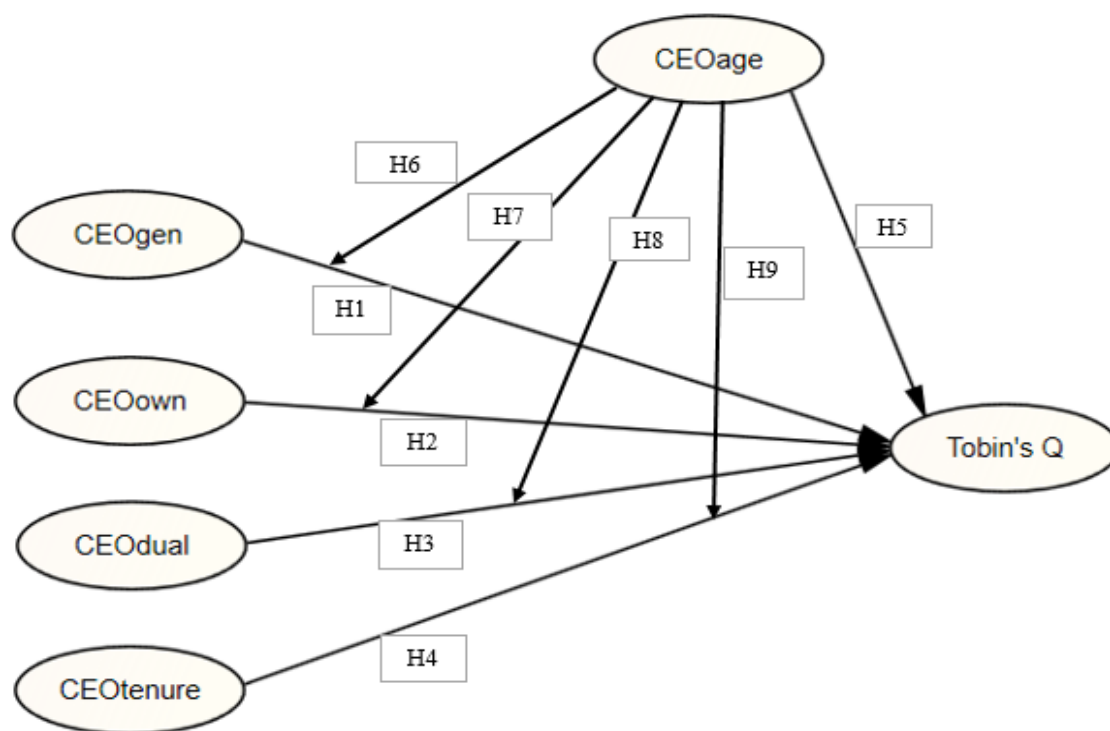 CEOage
H6
H7
CEOgen
H5
H8
H9
H1
CEOown
H2
Tobin's Q
CEOdual
H3
H4
CEOtenure